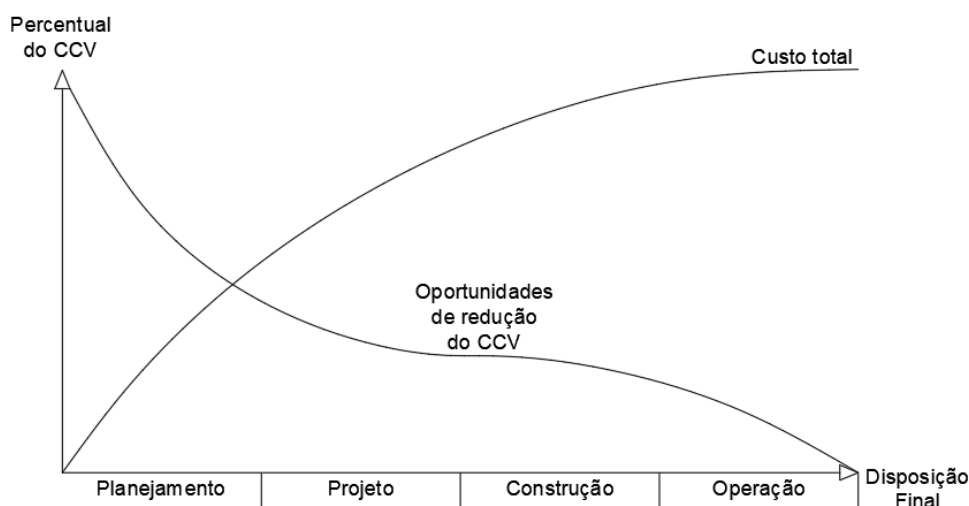 Percentual
do CCV
Custo total
Oportunidades
de redução
do CCV
Planejamento
Projeto
Construção
Operação
Disposição
Final